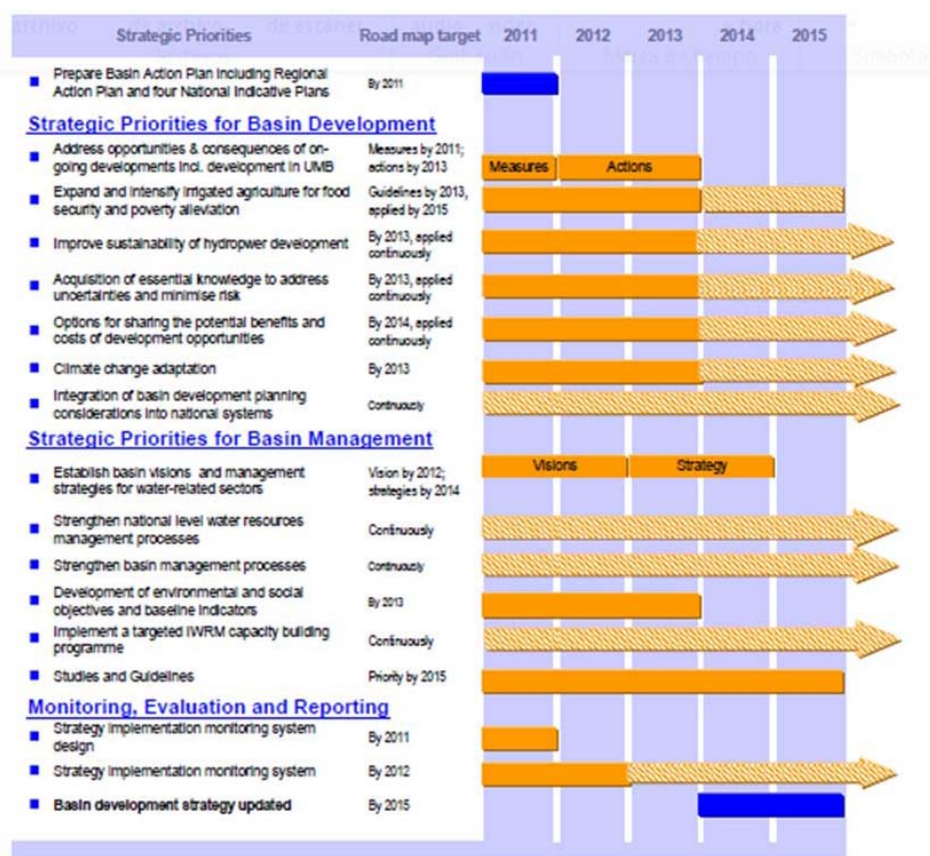 archivo de archivo de escáner audio video
Strategic Priorities Road map target 2011 2012 2013 2014 2015
Prepare Basin Action Plan including Regional
Action Plan and four National Indicative Plans
By 2011
Strategic Priorities for Basin Development
Address opportunities & consequences of on-
going developments incl. development in UMB
Measures by 2011;
actions by 2013
Measures Actions
Expand and intensify irrigated agriculture for food
security and poverty alleviation
Guidelines by 2013,
applied by 2015
Improve sustainability of hydropwer development
By 2013, applied
continuously
Acquisition of essential knowledge to address
uncertainties and minimise risk
By 2013, applied
continuously
Options for sharing the potential benefits and
costs of development opportunities
By 2014, applied
continuously
Climate change adaptation
By 2013
Integration of basin development planning
considerations into national systems
Continuously
Strategic Priorities for Basin Management
Establish basin visions and management
strategies for water-related sectors
Vision by 2012;
strategies by 2014
Visions Strategy
Strengthen national level water resources
management processes
Continuously
Strengthen basin management processes
Continuously
Development of environmental and social
objectives and baseline indicators
By 2013
Implement a targeted IWRM capacity building
programme
Continuously
Studies and Guidelines
Priority by 2015
Monitoring, Evaluation and Reporting
Strategy implementation monitoring system
design
By 2011
Strategy implementation monitoring system
By 2012
Basin development strategy updated
By 2015